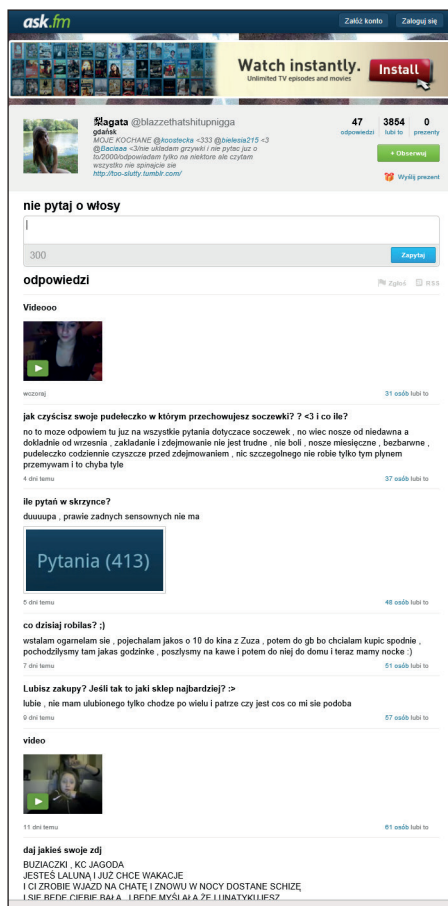 ask.fm
Załóż konto Zaloguj się
Watch instantly.
Unlimited TV episodes and movies
Install
agata @blazzethatshitupnigga
gdańsk
MOJE KOCHANE @koostecka <333 @bielesia215 <3
@Baciaaa <3/nie układam grzywki i nie pytac juz o
to/2000/odpowiadam tylko na niektore ale czytam
wszystko nie spinajcie sie
http://too-slutty.tumblr.com/
47 3854 0
odpowiedzi lubi to prezenty
+ Obserwuj
Wyślij prezent
nie pytaj o włosy
300
Zapytaj
odpowiedzi
Zgłoś RSS
Videooo
wczoraj
31 osób lubi to
jak czyścisz swoje pudełeczko w którym przechowujesz soczewki? ? <3 i co ile?
no to moze odpowiem tu juz na wszystkie pytania dotyczace soczewek , no wiec nosze od niedawna a
dokladnie od wrzesnia , zakladanie i zdejmowanie nie jest trudne , nie boli , nosze miesięczne , bezbarwne ,
pudeleczko codziennie czyszcze przed zdejmowaniem , nic szczegolnego nie robie tylko tym plynem
przemywam i to chyba tyle
4 dni temu
37 osób lubi to
ile pytań w skrzynce?
duuuupa , prawie zadnych sensownych nie ma
Pytania (413)
5 dni temu
48 osób lubi to
co dzisiaj robilas? ;)
wstalam ogarnelam sie , pojechalam jakos o 10 do kina z Zuza , potem do gb bo chcialam kupic spodnie ,
pochodzilysmy tam jakas godzinke , poszlysmy na kawe i potem do niej do domu i teraz mamy nocke :)
7 dni temu
51 osób lubi to
Lubisz zakupy? Jeśli tak to jaki sklep najbardziej? :>
lubie , nie mam ulubionego tylko chodze po wielu i patrze czy jest cos co mi sie podoba
9 dni temu
57 osób lubi to
video
11 dni temu
61 osób lubi to
daj jakieś swoje zdj
BUZIACZKI , KC JAGODA
JESTEŚ LALUNĄ I JUŻ CHCE WAKACJE
I CI ZROBIE WJAZD NA CHATĘ I ZNOWU W NOCY DOSTANE SCHIZĘ
I SIE BEDE CIEBIE BAŁA , I BEDE MYŚLAŁA ŻE LUNATYKUJESZ